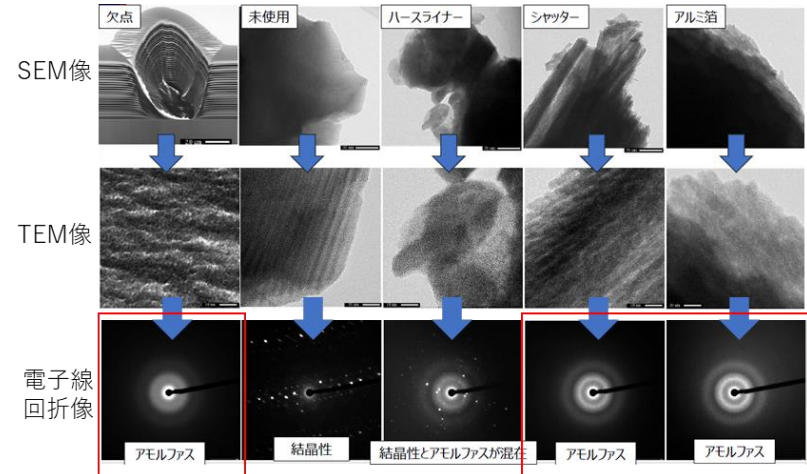 欠点
未使用
ハースライナー
シャッター
アルミ箔
SEM像
TEM像
電子線
回折像
アモルファス
結晶性
結晶性とアモルファスが混在
アモルファス
アモルファス